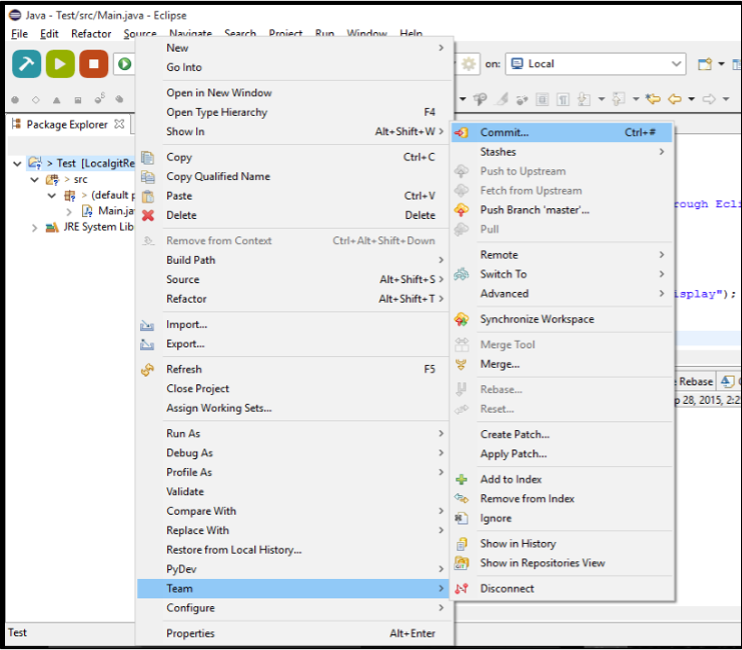 Java - Test/src/Main.java - Eclipse
File Edit Refactor Source Navigate Search Project Run Window Help
on: Local
Package Explorer
> Test [LocalgitRe
> src
> (default p
Main.ja
JRE System Lib
New
Go Into
Open in New Window
Open Type Hierarchy F4
Show In Alt+Shift+W >
Copy Ctrl+C
Copy Qualified Name
Paste Ctrl+V
Delete Delete
Remove from Context Ctrl+Alt+Shift+Down
Build Path
Source Alt+Shift+S >
Refactor Alt+Shift+T >
Import...
Export...
Refresh F5
Close Project
Assign Working Sets...
Run As
Debug As
Profile As
Validate
Compare With
Replace With
Restore from Local History...
PyDev
Team
Configure
Properties Alt+Enter
Commit... Ctrl+#
Stashes
Push to Upstream
Fetch from Upstream
Push Branch 'master'...
Pull
Remote
Switch To
Advanced
Synchronize Workspace
Merge Tool
Merge...
Rebase...
Reset...
Create Patch...
Apply Patch...
Add to Index
Remove from Index
Ignore
Show in History
Show in Repositories View
Disconnect
rough Ecli
isplay");
Rebase
p 28, 2015, 2:2
Test